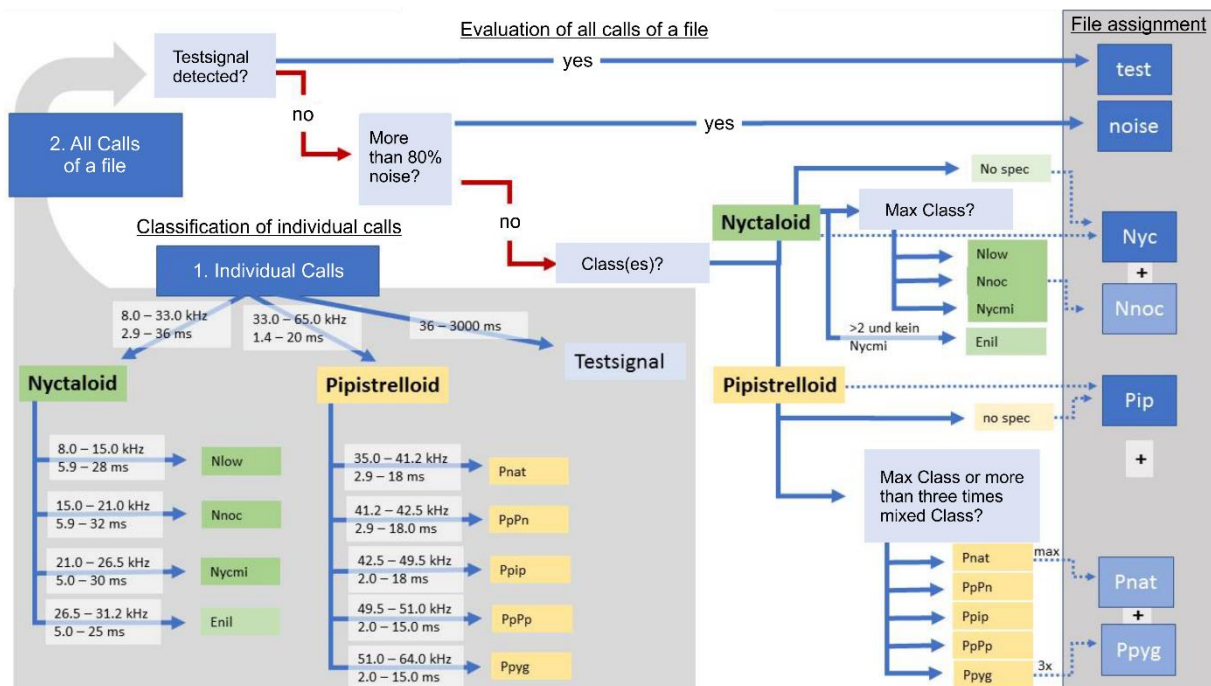 Evaluation of all calls of a file
File assignment
Testsignal
detected?
yes
test
no
2. All Calls
of a file
More
than 80%
noise?
yes
noise
no
Class(es)?
Classification of individual calls
1. Individual Calls
8.0 – 33.0 kHz
2.9 – 36 ms
33.0 – 65.0 kHz
1.4 – 20 ms
36 – 3000 ms
Testsignal
Nyctaloid
8.0 – 15.0 kHz
5.9 – 28 ms
Nlow
15.0 – 21.0 kHz
5.9 – 32 ms
Nnoc
21.0 – 26.5 kHz
5.0 – 30 ms
Nycmi
26.5 – 31.2 kHz
5.0 – 25 ms
Enil
Pipistrelloid
35.0 – 41.2 kHz
2.9 – 18 ms
Pnat
41.2 – 42.5 kHz
2.9 – 18.0 ms
PpPn
42.5 – 49.5 kHz
2.0 – 18 ms
Ppip
49.5 – 51.0 kHz
2.0 – 15.0 ms
PpPp
51.0 – 64.0 kHz
2.0 – 15.0 ms
Ppyg
Nyctaloid
No spec
Max Class?
Nlow
Nnoc
Nycmi
>2 und kein
Nycmi
Enil
Nyc
+
Nnoc
Pipistrelloid
no spec
Pip
+
Max Class or more
than three times
mixed Class?
Pnat
max
PpPn
Ppip
PpPp
Ppyg
3x
Pnat
+
Ppyg